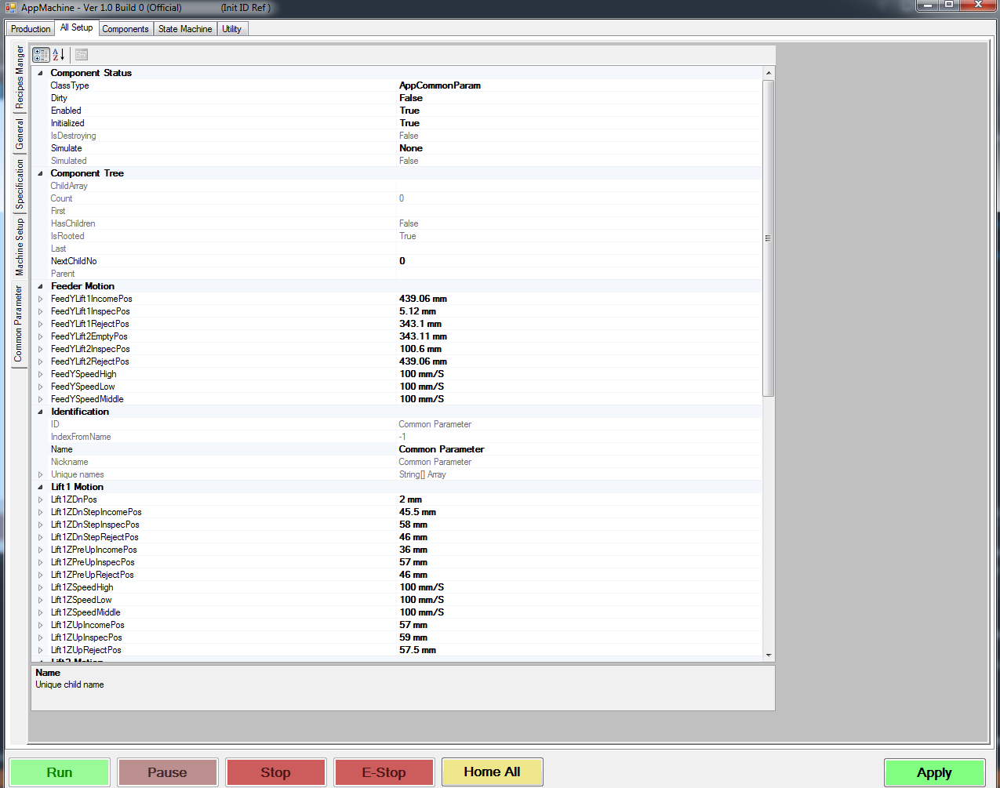 AppMachine - Ver 1.0 Build 0 (Official) (Init ID Ref )
Production All Setup Components State Machine Utility
Recipes Manger
General
Specification
Machine Setup
Common Parameter
Component Status
ClassType AppCommonParam
Dirty False
Enabled True
Initialized True
IsDestroying False
Simulate None
Simulated False
Component Tree
ChildArray
Count 0
First
HasChildren False
IsRooted True
Last
NextChildNo 0
Parent
Feeder Motion
FeedYLift1IncomePos 439.06 mm
FeedYLift1InspecPos 5.12 mm
FeedYLift1RejectPos 343.1 mm
FeedYLift2EmptyPos 343.11 mm
FeedYLift2InspecPos 100.6 mm
FeedYLift2RejectPos 439.06 mm
FeedYSpeedHigh 100 mm/S
FeedYSpeedLow 100 mm/S
FeedYSpeedMiddle 100 mm/S
Identification
ID Common Parameter
IndexFromName -1
Name Common Parameter
Nickname Common Parameter
Unique names String[] Array
Lift1 Motion
Lift1ZDnPos 2 mm
Lift1ZDnStepIncomePos 45.5 mm
Lift1ZDnStepInspecPos 58 mm
Lift1ZDnStepRejectPos 46 mm
Lift1ZPreUpIncomePos 36 mm
Lift1ZPreUpInspecPos 57 mm
Lift1ZPreUpRejectPos 46 mm
Lift1ZSpeedHigh 100 mm/S
Lift1ZSpeedLow 100 mm/S
Lift1ZSpeedMiddle 100 mm/S
Lift1ZUpIncomePos 57 mm
Lift1ZUpInspecPos 59 mm
Lift1ZUpRejectPos 57.5 mm
Lift2 Motion
Name
Unique child name
Run Pause Stop E-Stop Home All Apply